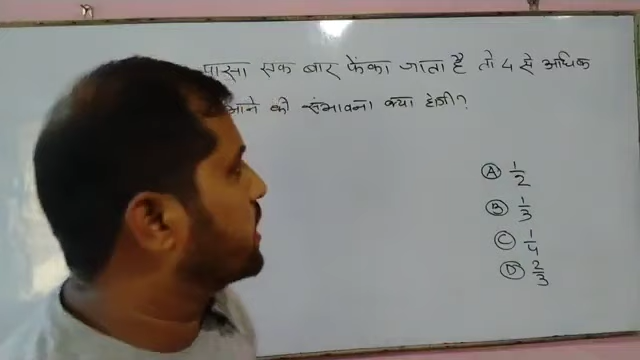 पासा एक बार फेंका जाता है तो 4 से अधिक
आने की संभावना क्या होगी?
(A) 1/2
(B) 1/3
(C) 1/4
(D) 2/3